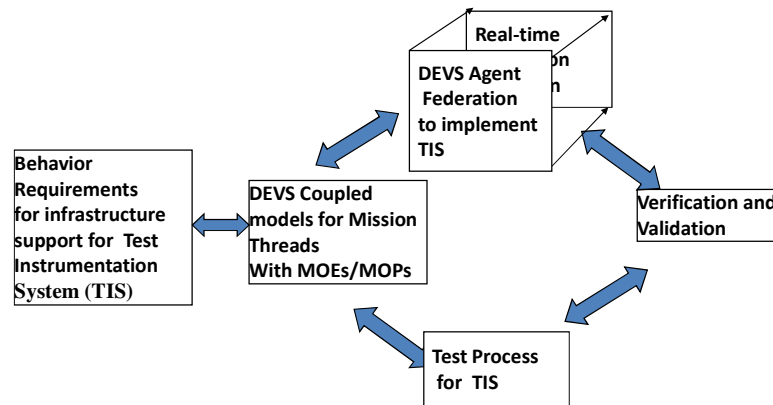 Real-time
DEVS Agent
Federation
to implement
TIS
Behavior
Requirements
for infrastructure
support for Test
Instrumentation
System (TIS)
DEVS Coupled
models for Mission
Threads
With MOEs/MOPs
Verification and
Validation
Test Process
for TIS